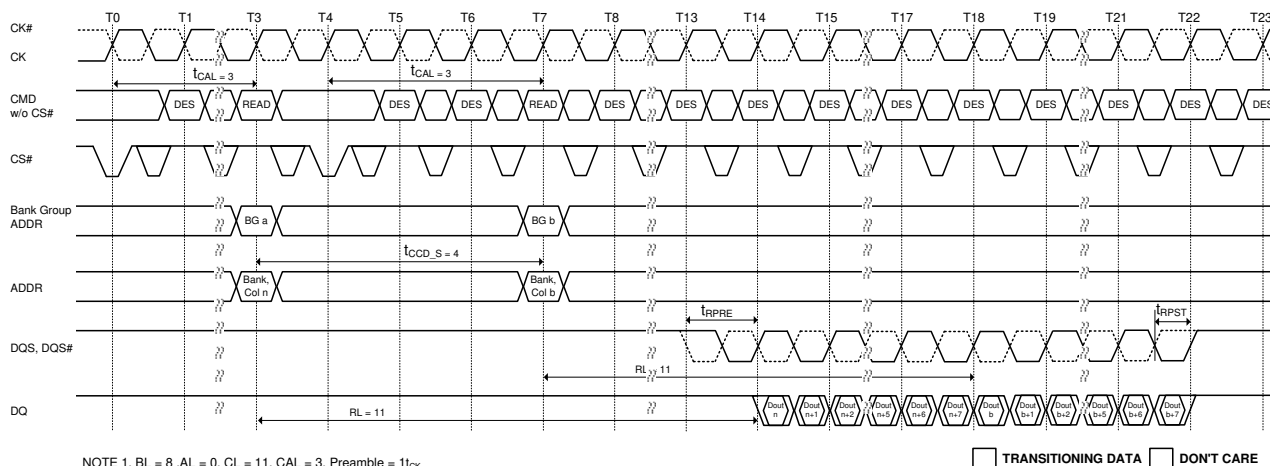 T0 T1 T3 T4 T5 T6 T7 T8 T13 T14 T15 T17 T18 T19 T21 T22 T23
CK#
CK
tCAL = 3 tCAL = 3
CMD
w/o CS#
DES READ DES DES READ DES DES DES DES DES DES DES DES DES DES
CS#
Bank Group
ADDR
BG a BG b
tCCD_S = 4
ADDR
Bank, Col n
Bank, Col b
tRPRE tRPST
DQS, DQS#
RL = 11
DQ
RL = 11
Dout n Dout n+1 Dout n+2 Dout n+5 Dout n+6 Dout n+7 Dout b Dout b+1 Dout b+2 Dout b+5 Dout b+6 Dout b+7
NOTE 1. BL = 8 ,AL = 0, CL = 11, CAL = 3, Preamble = 1tCK
TRANSITIONING DATA DON'T CARE